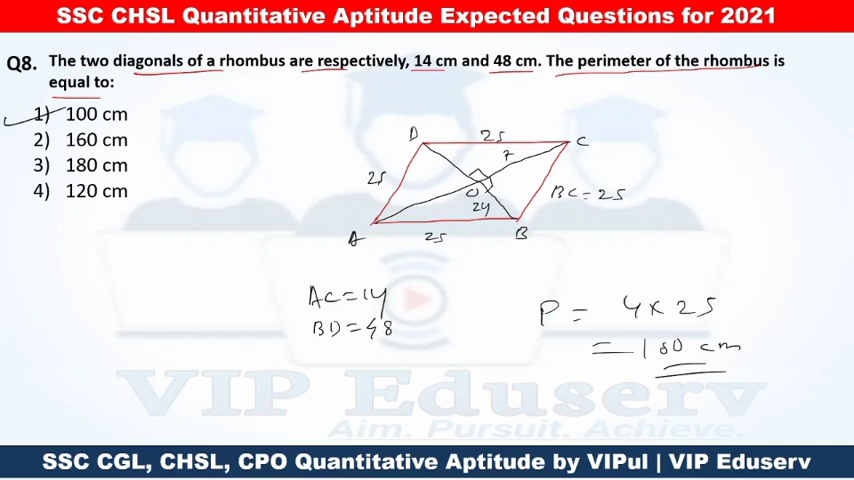 SSC CHSL Quantitative Aptitude Expected Questions for 2021
Q8. The two diagonals of a rhombus are respectively, 14 cm and 48 cm. The perimeter of the rhombus is
equal to:
1) 100 cm
2) 160 cm
3) 180 cm
4) 120 cm
D 25 C
7
25
O
24
BC = 25
A 25 B
AC = 14
BD = 48
P = 4 x 25
= 100 cm
VIP Eduserv
Aim. Pursuit. Achieve.
SSC CGL, CHSL, CPO Quantitative Aptitude by VIPul | VIP Eduserv